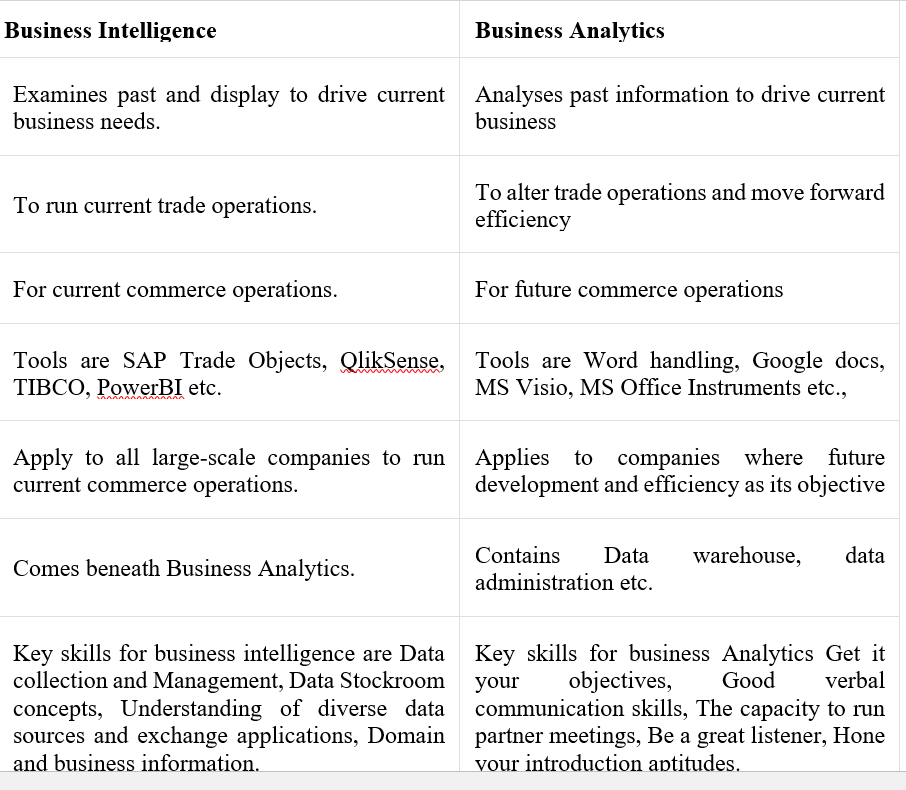 Business Intelligence
Business Analytics
Examines past and display to drive current
business needs.
Analyses past information to drive current
business
To run current trade operations.
To alter trade operations and move forward
efficiency
For current commerce operations.
For future commerce operations
Tools are SAP Trade Objects, QlikSense,
TIBCO, PowerBI etc.
Tools are Word handling, Google docs,
MS Visio, MS Office Instruments etc.,
Apply to all large-scale companies to run
current commerce operations.
Applies to companies where future
development and efficiency as its objective
Comes beneath Business Analytics.
Contains Data warehouse, data
administration etc.
Key skills for business intelligence are Data
collection and Management, Data Stockroom
concepts, Understanding of diverse data
sources and exchange applications, Domain
and business information.
Key skills for business Analytics Get it
your objectives, Good verbal
communication skills, The capacity to run
partner meetings, Be a great listener, Hone
your introduction aptitudes.